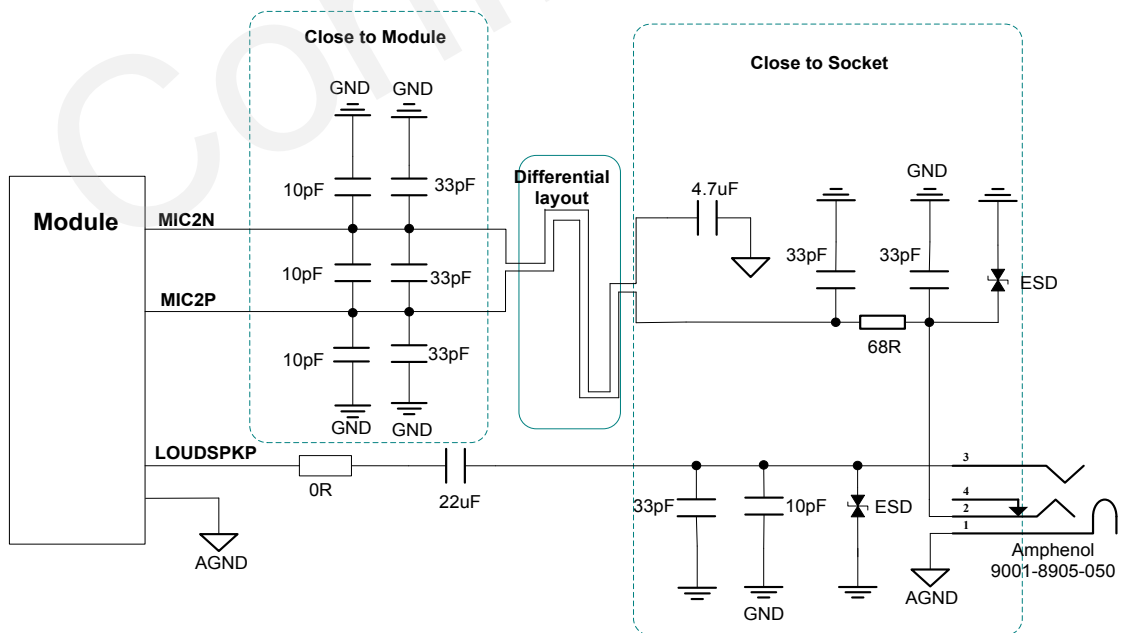 Close to Module
Close to Socket
GND GND
10pF 33pF
Differential
layout
4.7uF
GND
Module
MIC2N
10pF 33pF
33pF 33pF
ESD
MIC2P
68R
10pF 33pF
GND GND
LOUDSPKP
0R
22uF
3
33pF 10pF ESD
4
2
1
AGND
Amphenol
9001-8905-050
AGND
GND